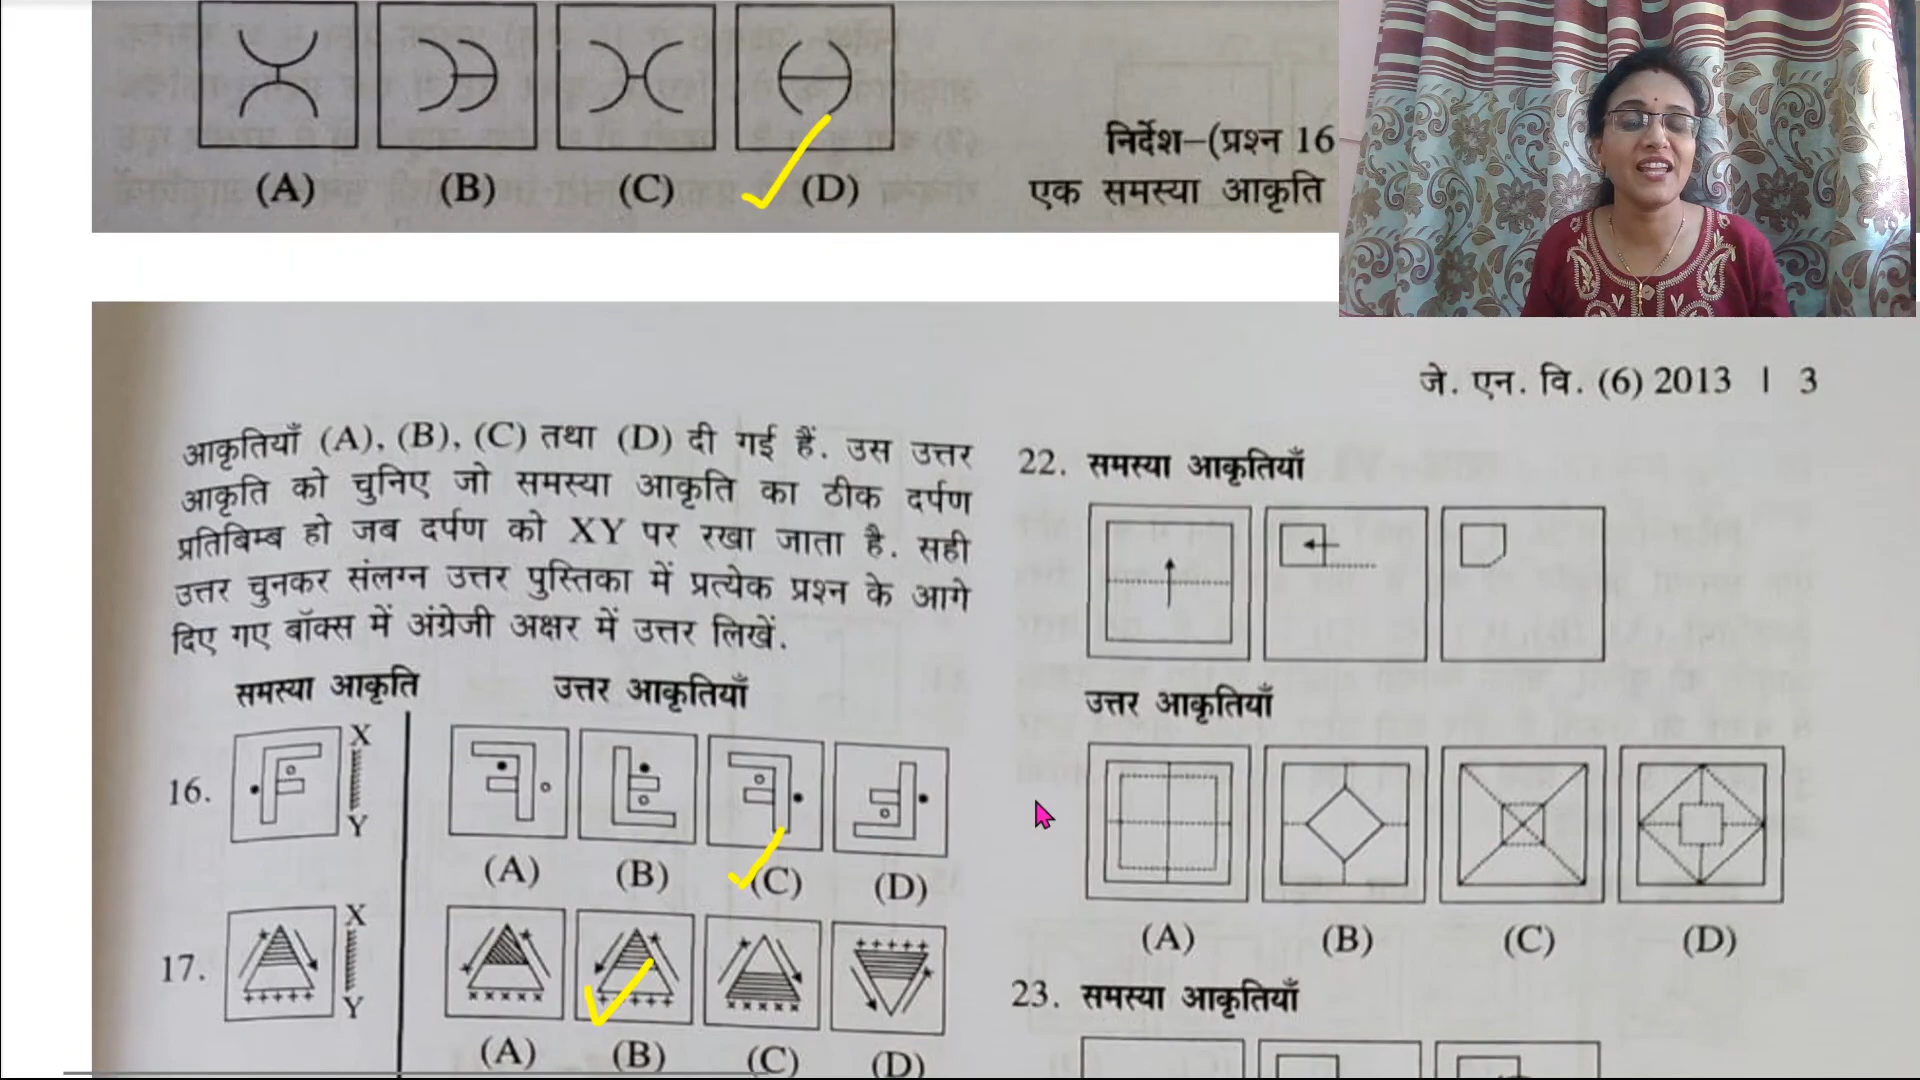 (A) (B) (C) (D)
निर्देश–(प्रश्न 16
एक समस्या आकृति
जे. एन. वि. (6) 2013 | 3
आकृतियाँ (A), (B), (C) तथा (D) दी गई हैं. उस उत्तर
आकृति को चुनिए जो समस्या आकृति का ठीक दर्पण
प्रतिबिम्ब हो जब दर्पण को XY पर रखा जाता है. सही
उत्तर चुनकर संलग्न उत्तर पुस्तिका में प्रत्येक प्रश्न के आगे
दिए गए बॉक्स में अंग्रेजी अक्षर में उत्तर लिखें.
समस्या आकृति उत्तर आकृतियाँ
X
16.
Y
(A) (B) (C) (D)
X
17.
Y
(A) (B) (C) (D)
22. समस्या आकृतियाँ
उत्तर आकृतियाँ
(A) (B) (C) (D)
23. समस्या आकृतियाँ